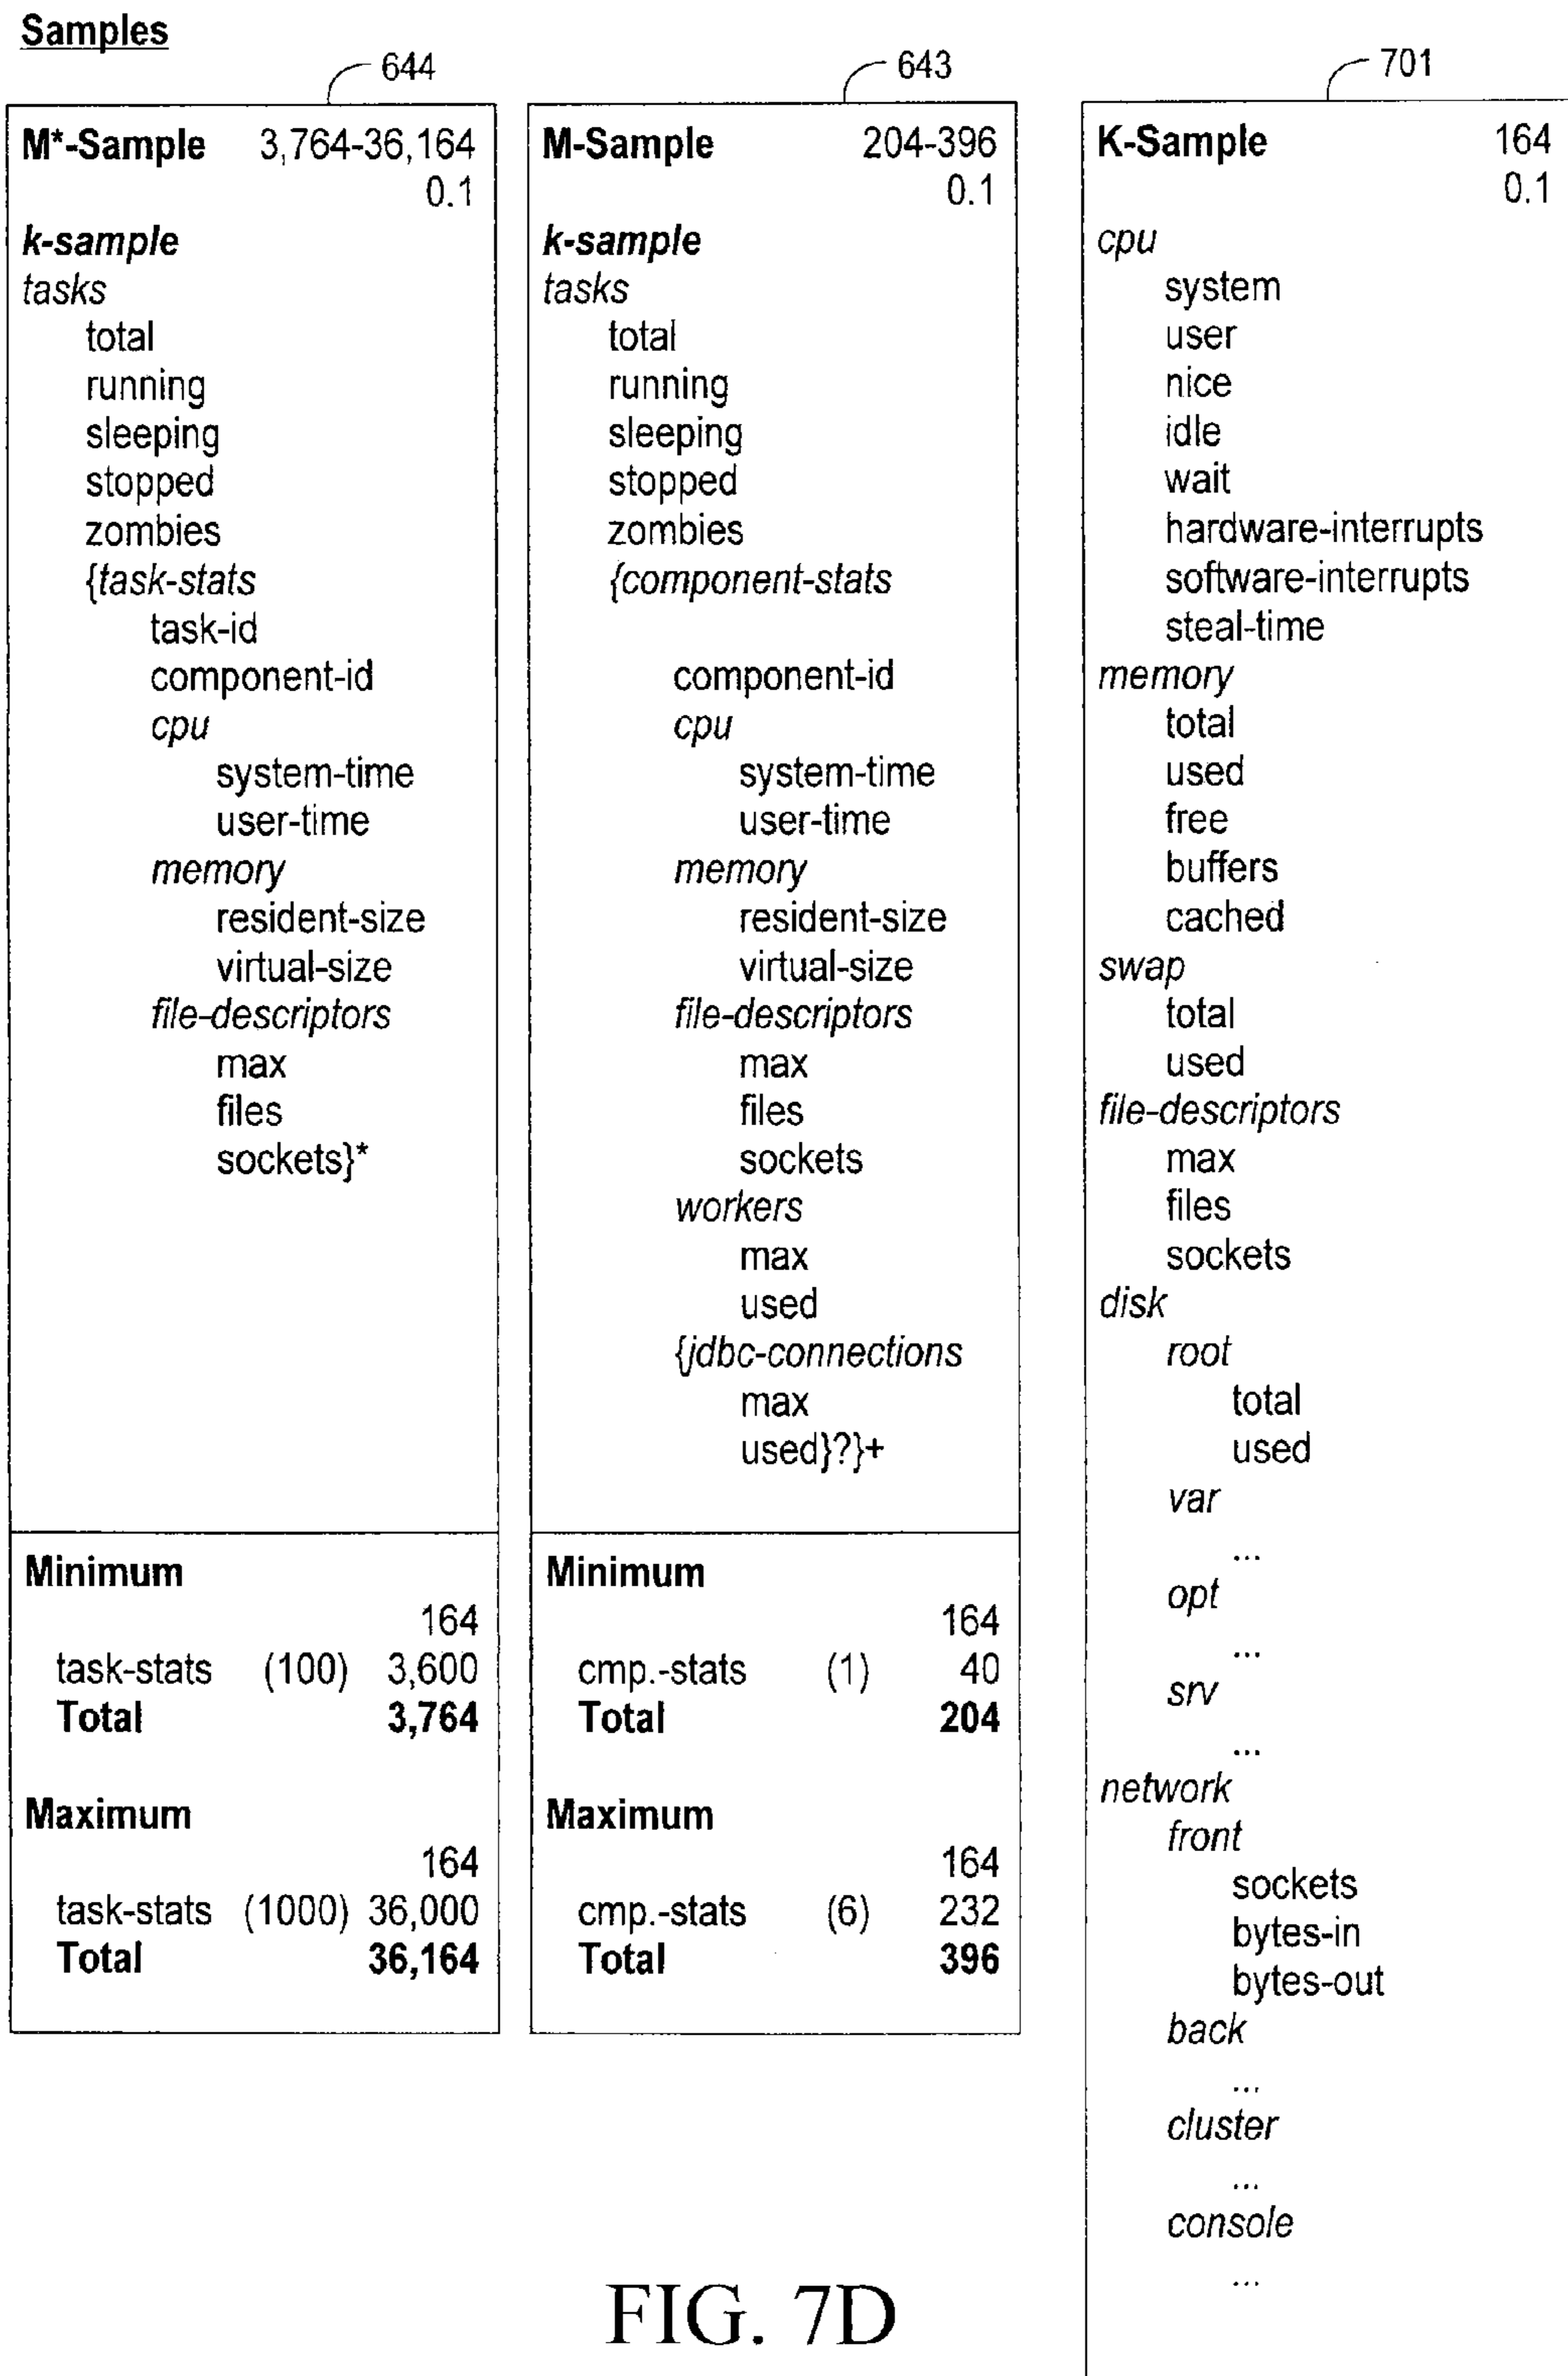 Samples
644
M*-Sample 3,764-36,164
0.1
k-sample
tasks
total
running
sleeping
stopped
zombies
{task-stats
task-id
component-id
cpu
system-time
user-time
memory
resident-size
virtual-size
file-descriptors
max
files
sockets}*
Minimum
164
task-stats (100) 3,600
Total 3,764
Maximum
164
task-stats (1000) 36,000
Total 36,164
643
M-Sample 204-396
0.1
k-sample
tasks
total
running
sleeping
stopped
zombies
{component-stats
component-id
cpu
system-time
user-time
memory
resident-size
virtual-size
file-descriptors
max
files
sockets
workers
max
used
{jdbc-connections
max
used}?}+
Minimum
164
cmp.-stats (1) 40
Total 204
Maximum
164
cmp.-stats (6) 232
Total 396
701
K-Sample 164
0.1
cpu
system
user
nice
idle
wait
hardware-interrupts
software-interrupts
steal-time
memory
total
used
free
buffers
cached
swap
total
used
file-descriptors
max
files
sockets
disk
root
total
used
var
...
opt
...
srv
...
network
front
sockets
bytes-in
bytes-out
back
...
cluster
...
console
...
FIG. 7D